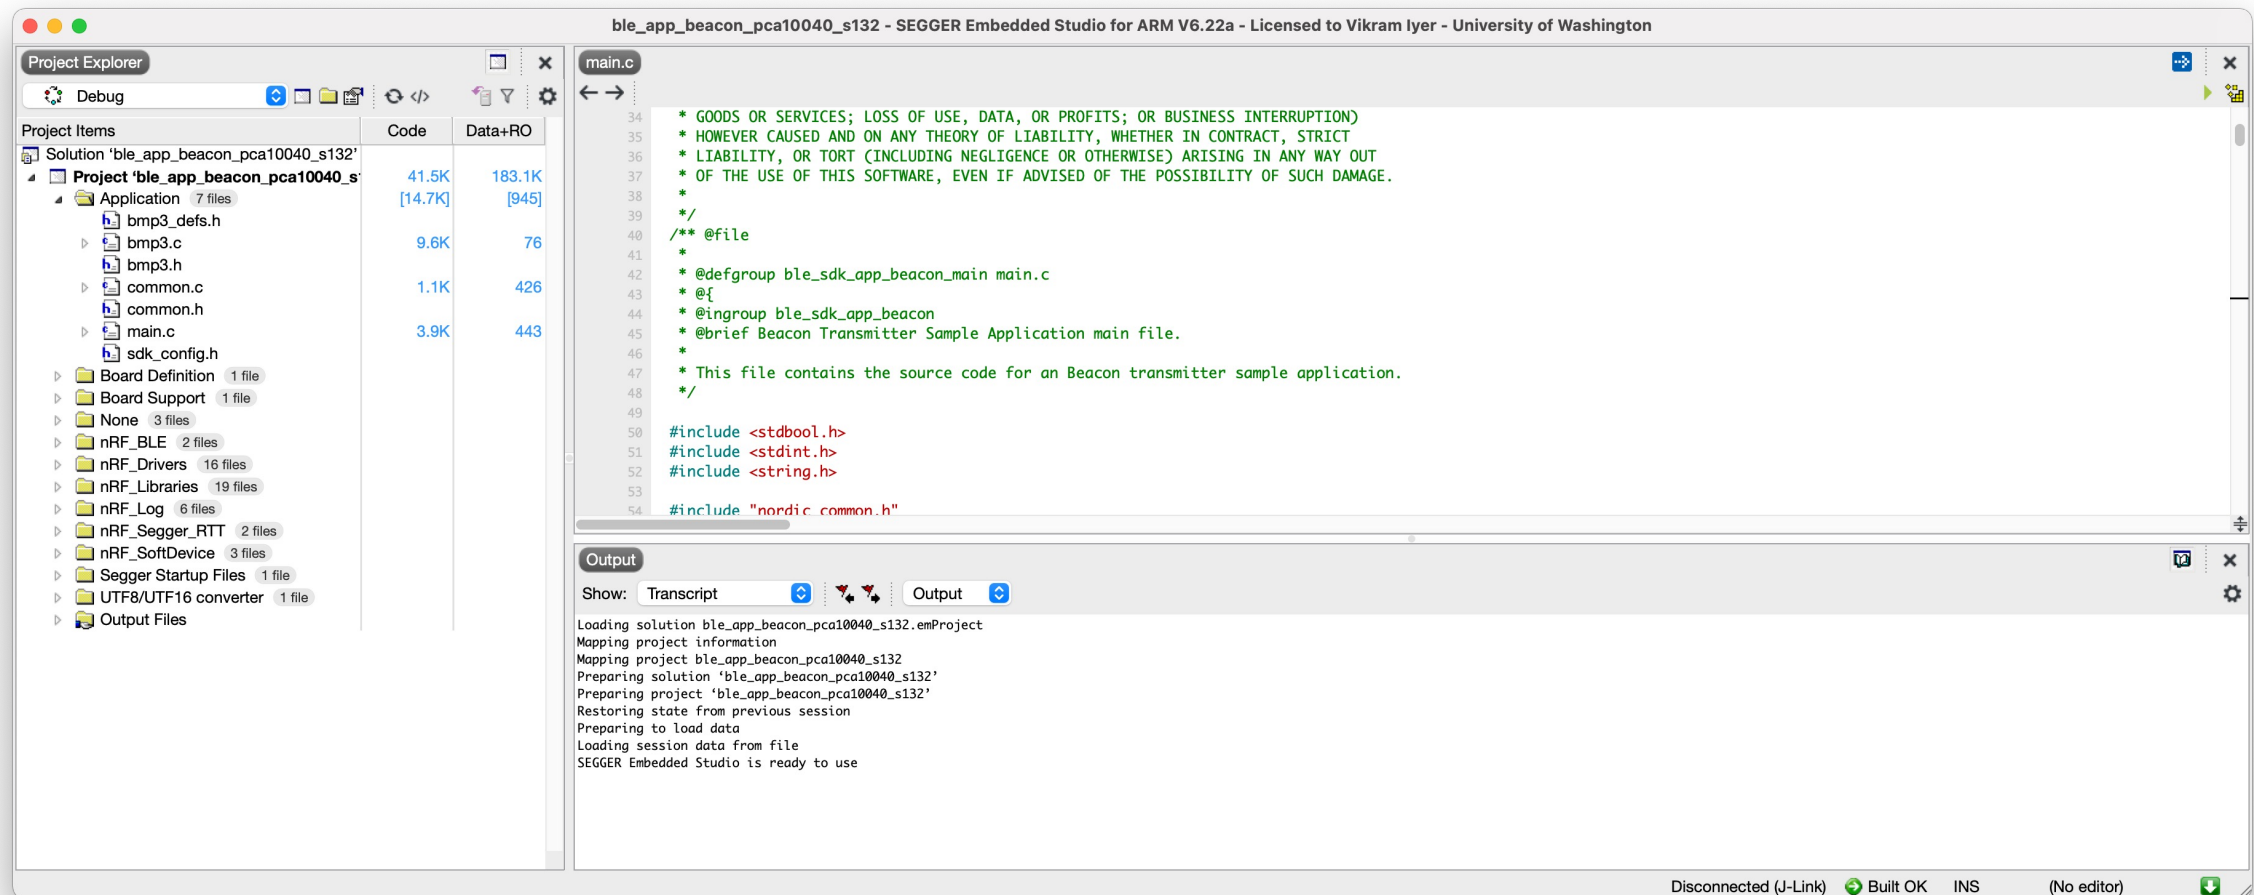 ble_app_beacon_pca10040_s132 - SEGGER Embedded Studio for ARM V6.22a - Licensed to Vikram Iyer - University of Washington
Project Explorer
Debug
Project Items Code Data+RO
Solution ‘ble_app_beacon_pca10040_s132’
Project ‘ble_app_beacon_pca10040_s 41.5K 183.1K
Application 7 files [14.7K] [945]
bmp3_defs.h
bmp3.c 9.6K 76
bmp3.h
common.c 1.1K 426
common.h
main.c 3.9K 443
sdk_config.h
Board Definition 1 file
Board Support 1 file
None 3 files
nRF_BLE 2 files
nRF_Drivers 16 files
nRF_Libraries 19 files
nRF_Log 6 files
nRF_Segger_RTT 2 files
nRF_SoftDevice 3 files
Segger Startup Files 1 file
UTF8/UTF16 converter 1 file
Output Files
main.c
34 * GOODS OR SERVICES; LOSS OF USE, DATA, OR PROFITS; OR BUSINESS INTERRUPTION)
35 * HOWEVER CAUSED AND ON ANY THEORY OF LIABILITY, WHETHER IN CONTRACT, STRICT
36 * LIABILITY, OR TORT (INCLUDING NEGLIGENCE OR OTHERWISE) ARISING IN ANY WAY OUT
37 * OF THE USE OF THIS SOFTWARE, EVEN IF ADVISED OF THE POSSIBILITY OF SUCH DAMAGE.
38 *
39 */
40 /** @file
41 *
42 * @defgroup ble_sdk_app_beacon_main main.c
43 * @{
44 * @ingroup ble_sdk_app_beacon
45 * @brief Beacon Transmitter Sample Application main file.
46 *
47 * This file contains the source code for an Beacon transmitter sample application.
48 */
49
50 #include <stdbool.h>
51 #include <stdint.h>
52 #include <string.h>
53
54 #include "nordic_common.h"
Output
Show: Transcript Output
Loading solution ble_app_beacon_pca10040_s132.emProject
Mapping project information
Mapping project ble_app_beacon_pca10040_s132
Preparing solution ‘ble_app_beacon_pca10040_s132’
Preparing project ‘ble_app_beacon_pca10040_s132’
Restoring state from previous session
Preparing to load data
Loading session data from file
SEGGER Embedded Studio is ready to use
Disconnected (J-Link) Built OK INS (No editor)